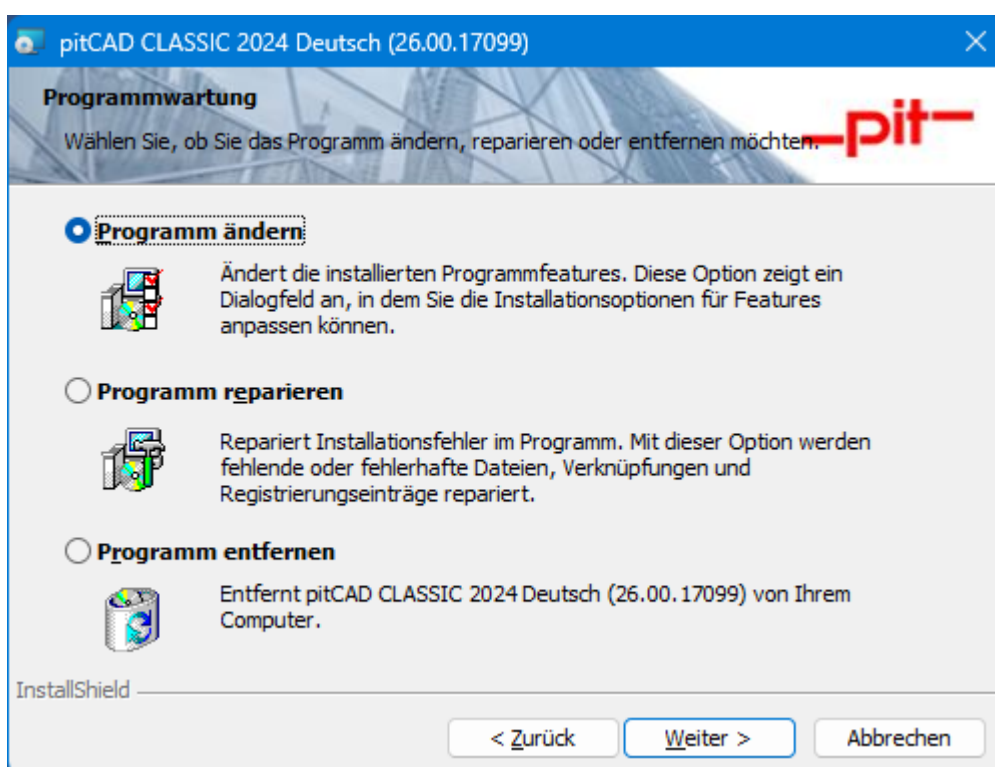 pitCAD CLASSIC 2024 Deutsch (26.00.17099)
Programmwartung
Wählen Sie, ob Sie das Programm ändern, reparieren oder entfernen möchten.
pit
Programm ändern
Ändert die installierten Programmfeatures. Diese Option zeigt ein
Dialogfeld an, in dem Sie die Installationsoptionen für Features
anpassen können.
Programm reparieren
Repariert Installationsfehler im Programm. Mit dieser Option werden
fehlende oder fehlerhafte Dateien, Verknüpfungen und
Registrierungseinträge repariert.
Programm entfernen
Entfernt pitCAD CLASSIC 2024 Deutsch (26.00.17099) von Ihrem
Computer.
InstallShield
< Zurück
Weiter >
Abbrechen